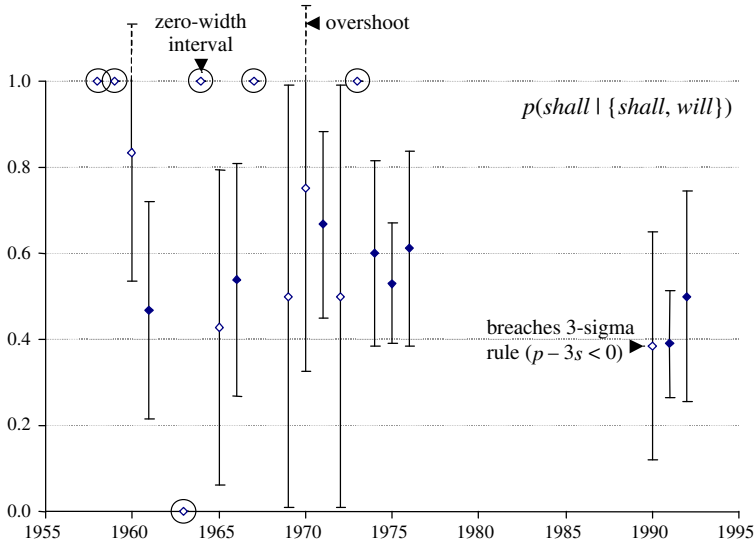 zero-width
interval
overshoot
p(shall | {shall, will})
breaches 3-sigma
rule (p – 3s < 0)
1.0
0.8
0.6
0.4
0.2
0.0
1955 1960 1965 1970 1975 1980 1985 1990 1995